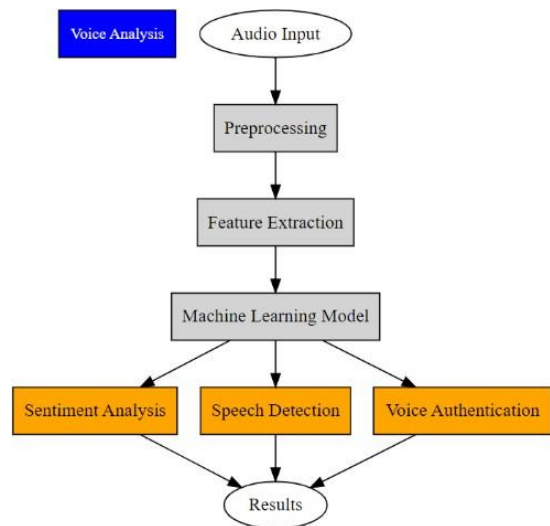 Voice Analysis
Audio Input
Preprocessing
Feature Extraction
Machine Learning Model
Sentiment Analysis
Speech Detection
Voice Authentication
Results